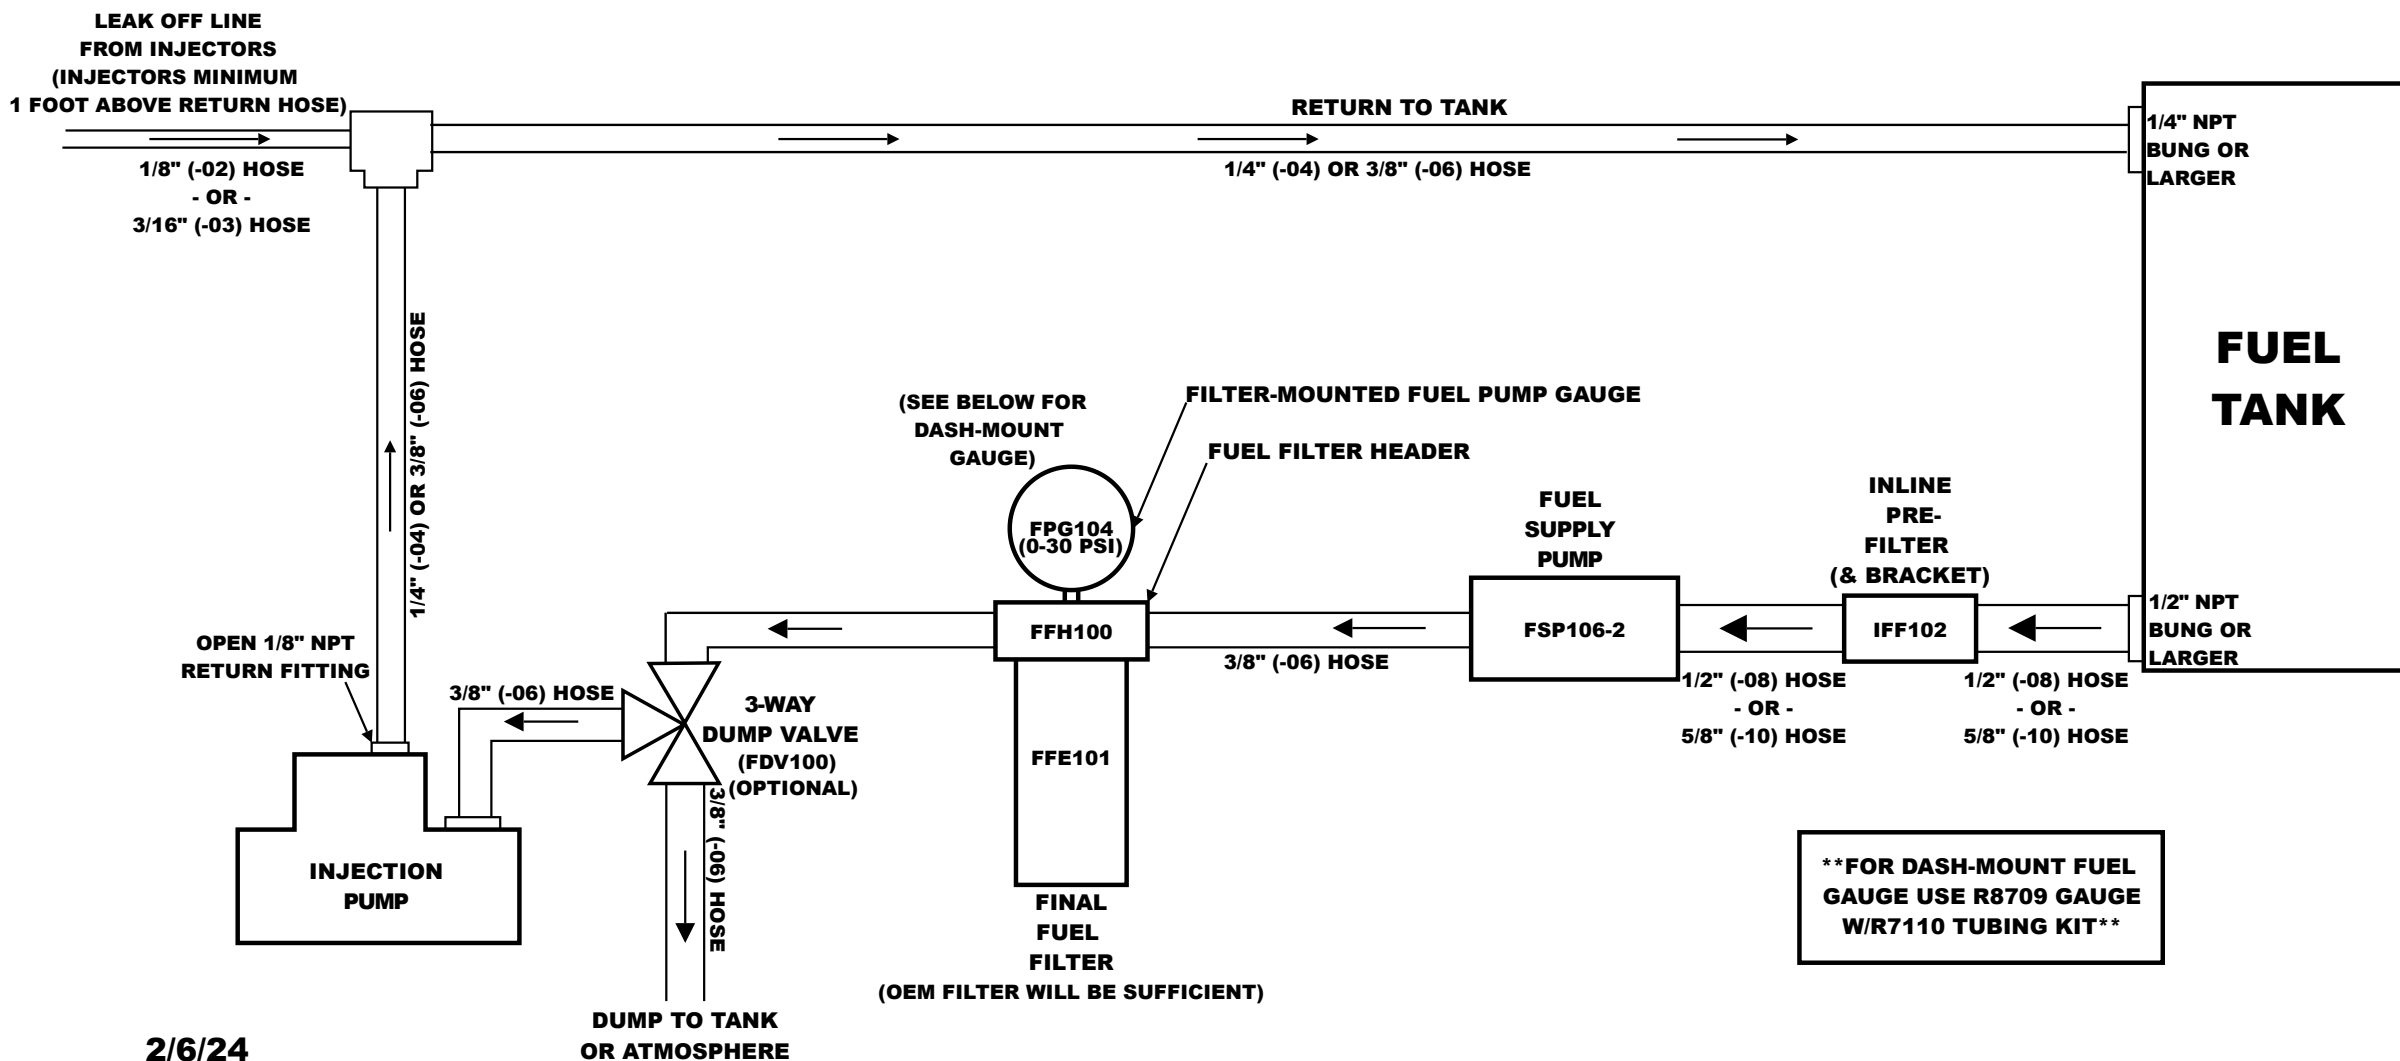 LEAK OFF LINE
FROM INJECTORS
(INJECTORS MINIMUM
1 FOOT ABOVE RETURN HOSE)
1/8" (-02) HOSE
- OR -
3/16" (-03) HOSE
RETURN TO TANK
1/4" (-04) OR 3/8" (-06) HOSE
1/4" NPT
BUNG OR
LARGER
FUEL
TANK
1/4" (-04) OR 3/8" (-06) HOSE
(SEE BELOW FOR
DASH-MOUNT
GAUGE)
FILTER-MOUNTED FUEL PUMP GAUGE
FUEL FILTER HEADER
FPG104
(0-30 PSI)
FUEL
SUPPLY
PUMP
INLINE
PRE-
FILTER
(& BRACKET)
1/2" NPT
BUNG OR
LARGER
FFH100
FSP106-2
IFF102
3/8" (-06) HOSE
1/2" (-08) HOSE
- OR -
5/8" (-10) HOSE
1/2" (-08) HOSE
- OR -
5/8" (-10) HOSE
OPEN 1/8" NPT
RETURN FITTING
3/8" (-06) HOSE
3-WAY
DUMP VALVE
(FDV100)
(OPTIONAL)
3/8" (-06) HOSE
FFE101
INJECTION
PUMP
FINAL
FUEL
FILTER
(OEM FILTER WILL BE SUFFICIENT)
**FOR DASH-MOUNT FUEL
GAUGE USE R8709 GAUGE
W/R7110 TUBING KIT**
DUMP TO TANK
OR ATMOSPHERE
2/6/24